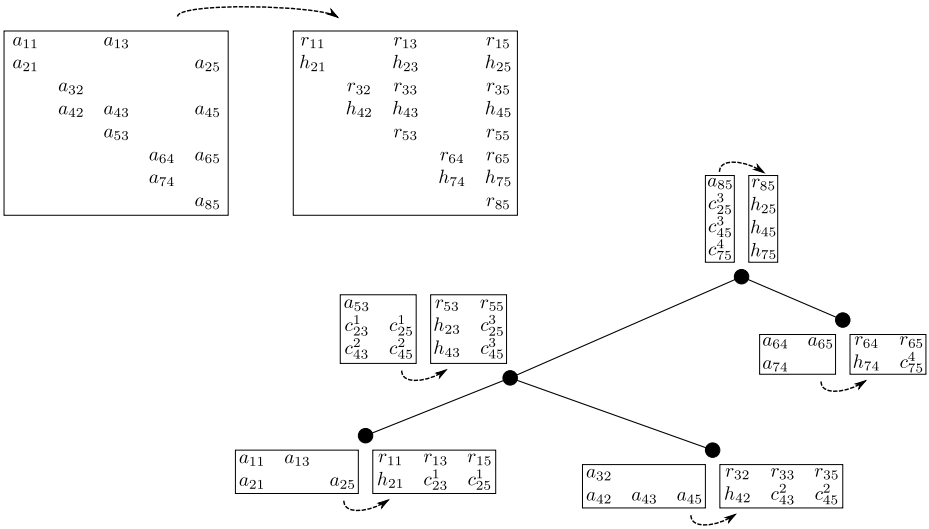 a₁₁ a₁₃
a₂₁ a₂₅
a₃₂
a₄₂ a₄₃ a₄₅
a₅₃
a₆₄ a₆₅
a₇₄
a₈₅
r₁₁ r₁₃ r₁₅
h₂₁ h₂₃ h₂₅
r₃₂ r₃₃ r₃₅
h₄₂ h₄₃ h₄₅
r₅₃ r₅₅
r₆₄ r₆₅
h₇₄ h₇₅
r₈₅
a₈₅
c³₂₅
c³₄₅
c⁴₇₅
r₈₅
h₂₅
h₄₅
h₇₅
a₅₃
c¹₂₃ c¹₂₅
c²₄₃ c²₄₅
r₅₃ r₅₅
h₂₃ c³₂₅
h₄₃ c³₄₅
a₆₄ a₆₅
a₇₄
r₆₄ r₆₅
h₇₄ c⁴₇₅
a₁₁ a₁₃
a₂₁ a₂₅
r₁₁ r₁₃ r₁₅
h₂₁ c¹₂₃ c¹₂₅
a₃₂
a₄₂ a₄₃ a₄₅
r₃₂ r₃₃ r₃₅
h₄₂ c²₄₃ c²₄₅